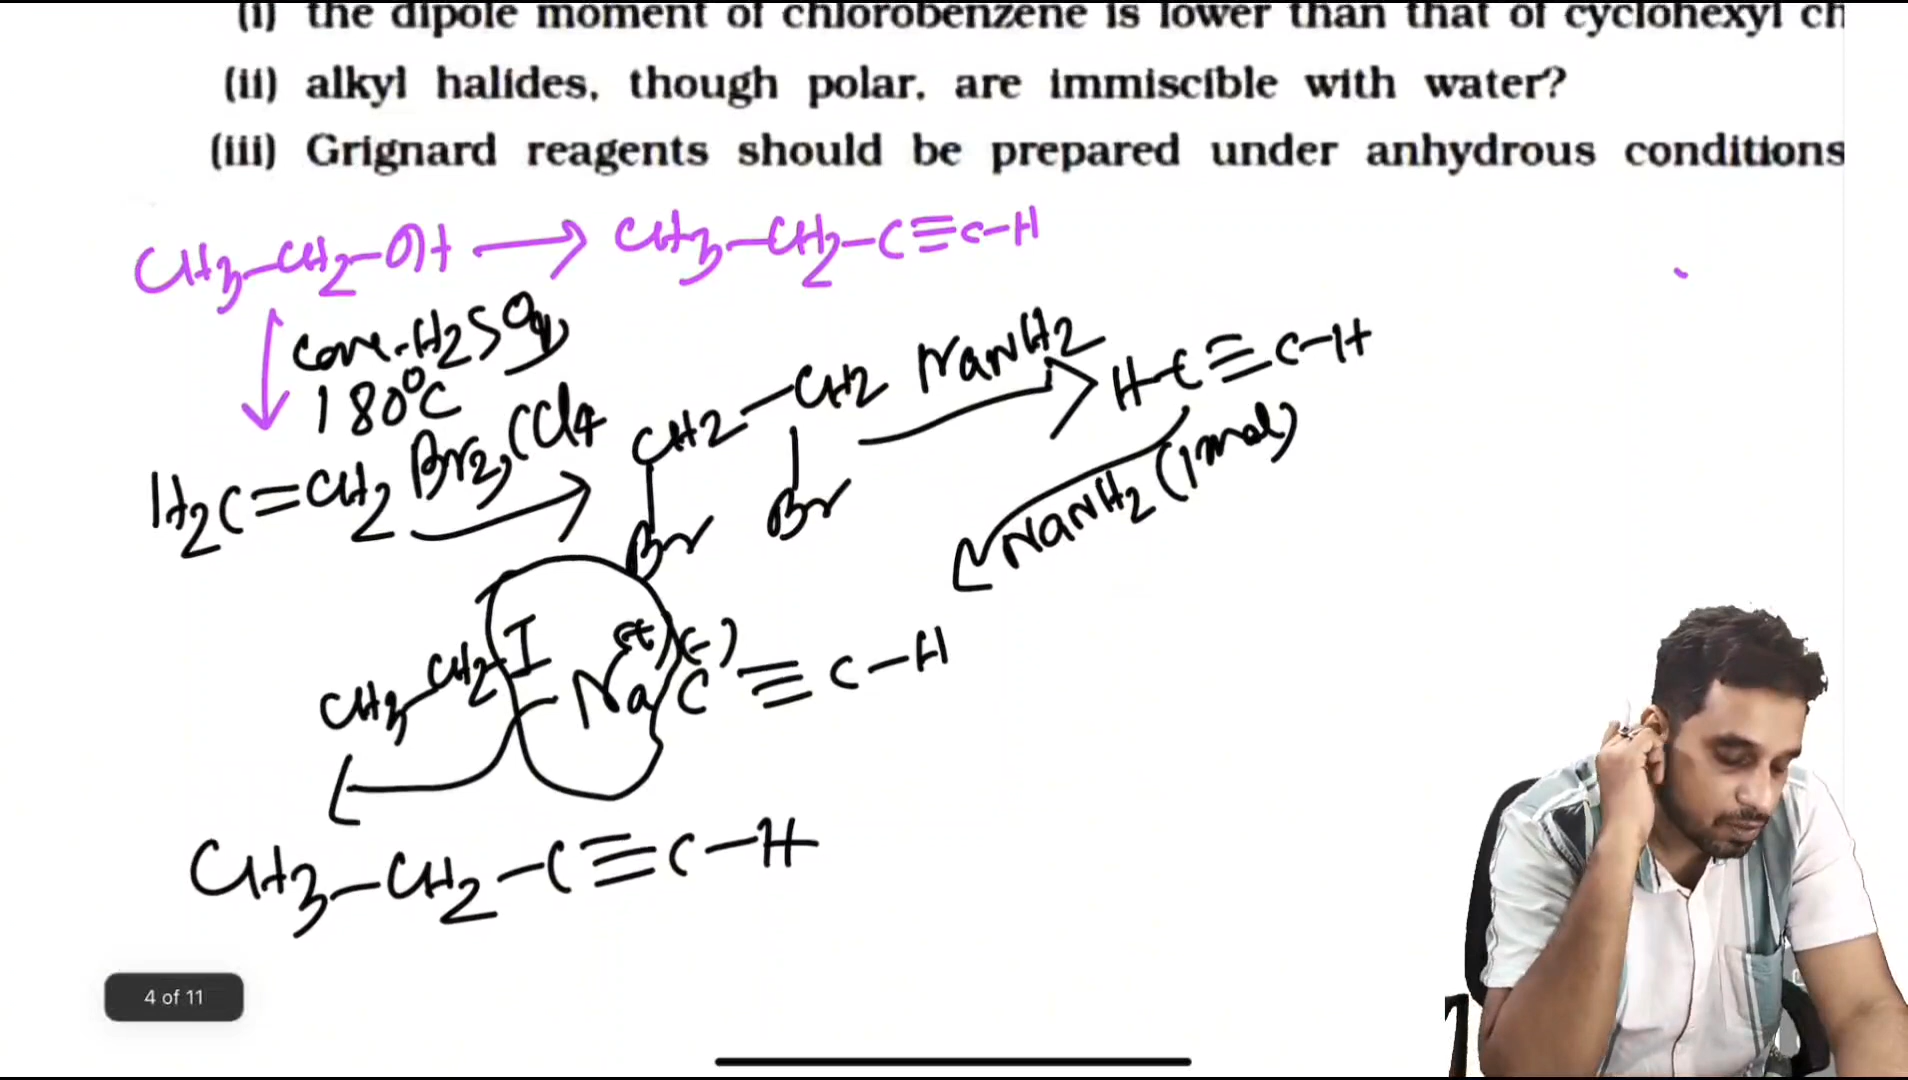 (i) the dipole moment of chlorobenzene is lower than that of cyclohexyl ch
(ii) alkyl halides, though polar, are immiscible with water?
(iii) Grignard reagents should be prepared under anhydrous conditions
CH3-CH2-OH ⟶ CH3-CH2-C≡C-H
conc.H2SO4
180°C
H2C=CH2 Br2,CCl4 ⟶ CH2-CH2 NaNH2 ⟶ H-C≡C-H
Br Br
NaNH2 (1 mol)
CH3-CH2 I Na(+) (-)C≡C-H
CH3-CH2-C≡C-H
4 of 11